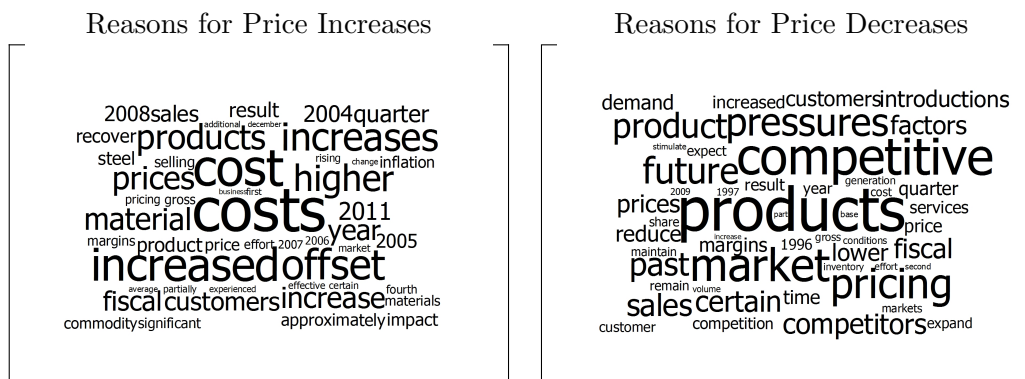 Reasons for Price Increases
2008 sales result 2004 quarter
additional december
recover products increases
steel selling cost rising change inflation
prices higher
business first
pricing gross
material costs 2011
year
margins product price effort 2007 2006 market 2005
increased offset
average partially experienced effective certain fourth
fiscal customers increase materials
commodity significant approximately impact
Reasons for Price Decreases
demand increased customers introductions
product pressures factors
stimulate expect competitive
future
2009 1997 result year generation cost quarter
prices products services
share part base price
reduce increase margins 1996 gross conditions lower fiscal
maintain
past market inventory effort second
remain volume pricing
sales certain time markets
customer competition competitors expand